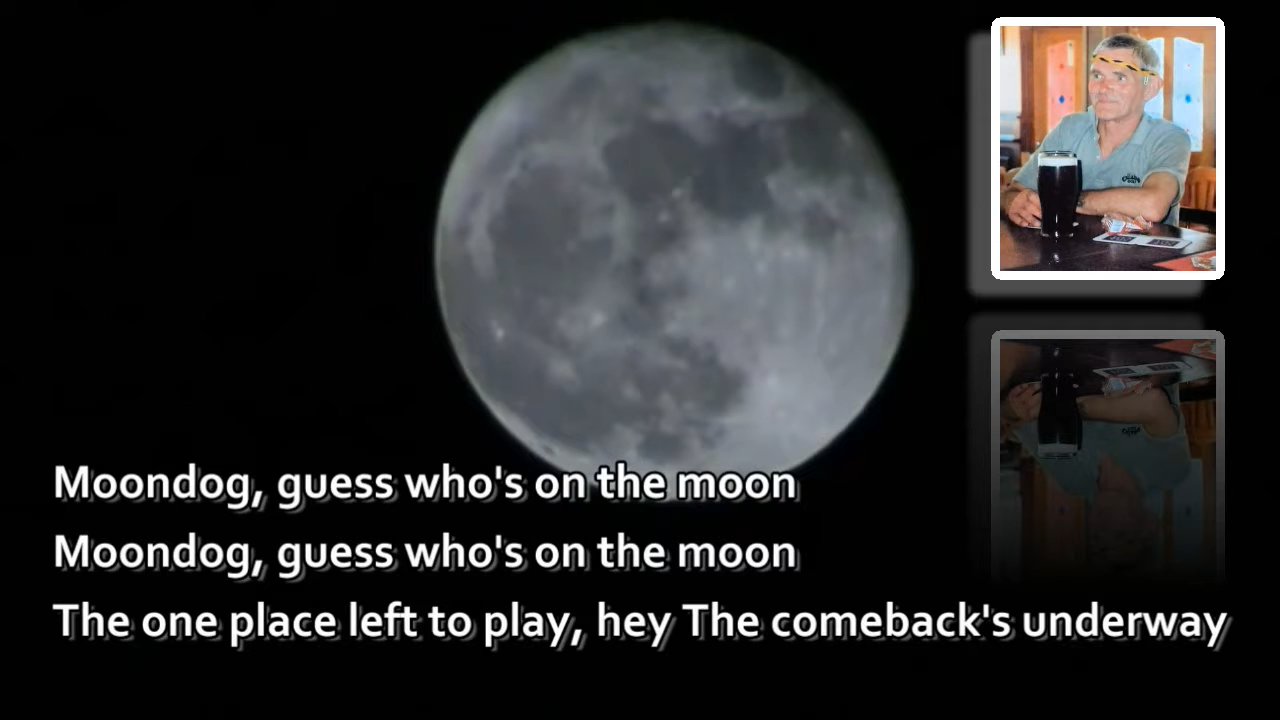 Moondog, guess who's on the moon
Moondog, guess who's on the moon
The one place left to play, hey The comeback's underway